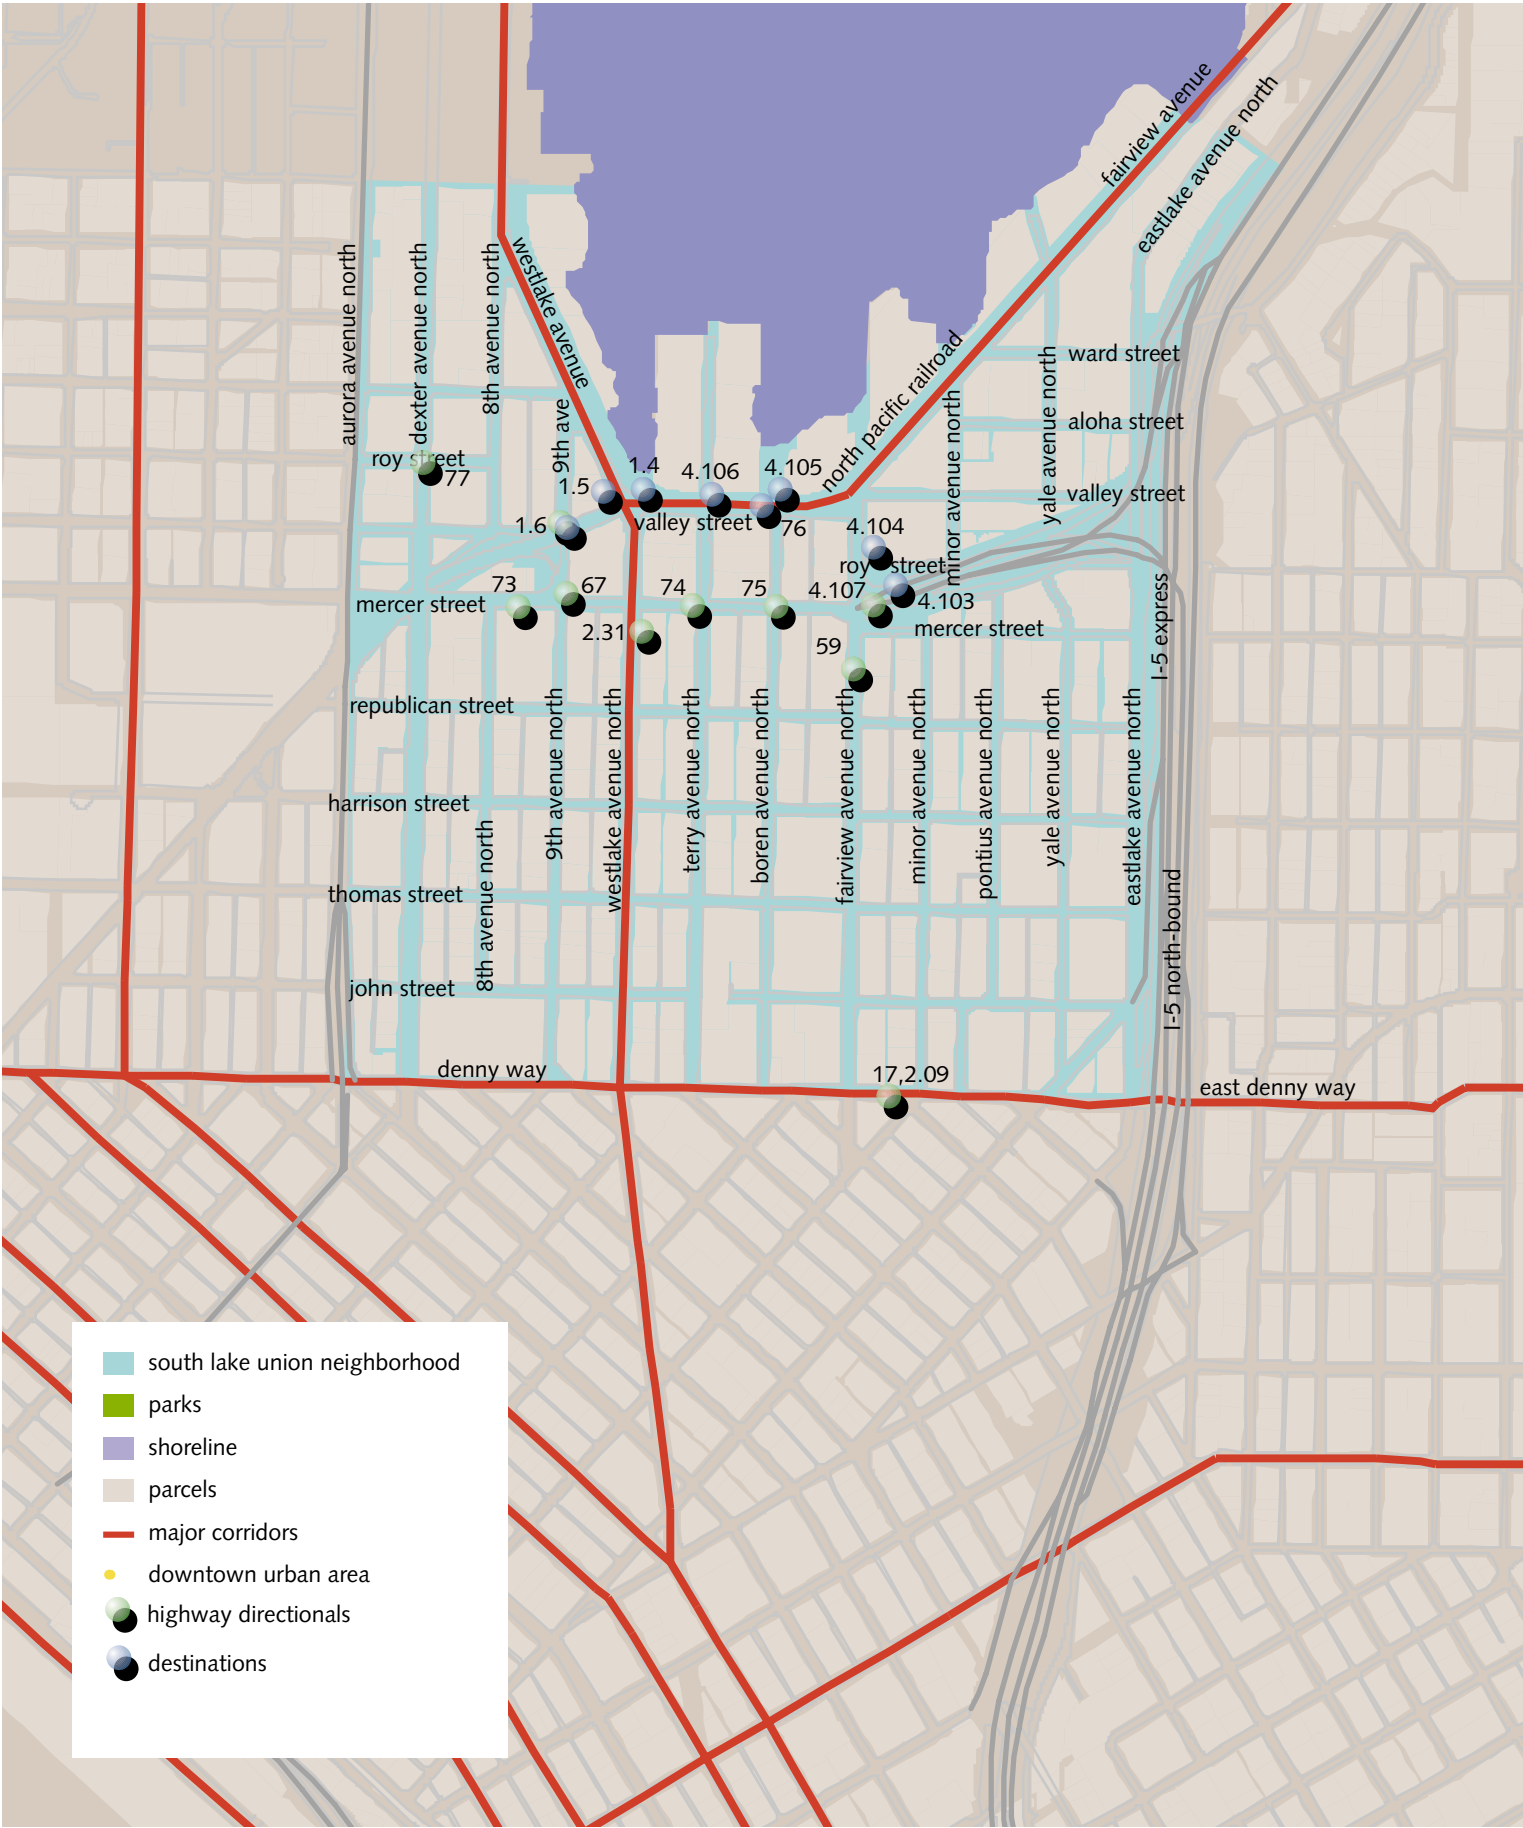 fairview avenue
eastlake avenue north
aurora avenue north
dexter avenue north
8th avenue north
westlake avenue
9th ave
north pacific railroad
minor avenue north
yale avenue north
ward street
aloha street
valley street
roy street
77
1.5
1.4
4.106
4.105
1.6
valley street
76
4.104
roy street
73
67
74
75
4.107
4.103
mercer street
2.31
59
mercer street
I-5 express
republican street
9th avenue north
westlake avenue north
terry avenue north
boren avenue north
fairview avenue north
minor avenue north
pontius avenue north
yale avenue north
eastlake avenue north
harrison street
8th avenue north
thomas street
I-5 north-bound
john street
denny way
17,2.09
east denny way
south lake union neighborhood
parks
shoreline
parcels
major corridors
downtown urban area
highway directionals
destinations